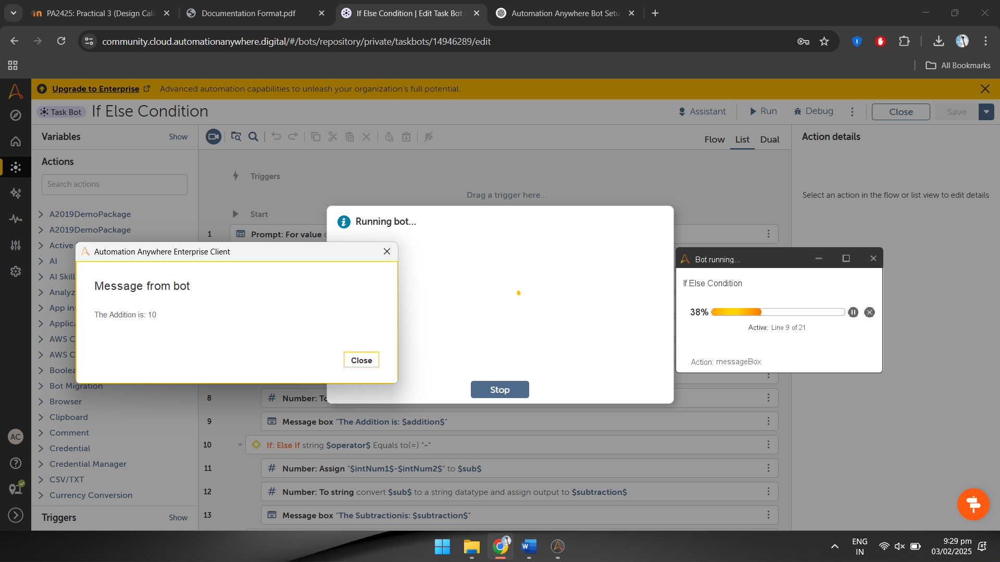 PA2425: Practical 3 (Design Calc
Documentation Format.pdf
If Else Condition | Edit Task Bot
Automation Anywhere Bot Setu
community.cloud.automationanywhere.digital/#/bots/repository/private/taskbots/14946289/edit
All Bookmarks
Upgrade to Enterprise Advanced automation capabilities to unleash your organization's full potential.
Task Bot If Else Condition
Assistant Run Debug Close Save
Variables Show
Flow List Dual
Action details
Actions
Search actions
Triggers
Drag a trigger here...
Select an action in the flow or list view to edit details
Start
A2019DemoPackage
A2019DemoPackage
Active
AI
AI Skill
Analyz
App in
Applica
AWS C
AWS C
Boolea
Bot Migration
Browser
Clipboard
Comment
Credential
Credential Manager
CSV/TXT
Currency Conversion
Triggers Show
1 Prompt: For value
Running bot...
Stop
Automation Anywhere Enterprise Client
Message from bot
The Addition is: 10
Close
Bot running...
If Else Condition
38%
Active: Line 9 of 21
Action: messageBox
8 # Number: To
9 Message box "The Addition is: $addition$"
10 If: Else If string $operator$ Equals to(=) "-"
11 # Number: Assign "$intNum1$-$intNum2$" to $sub$
12 # Number: To string convert $sub$ to a string datatype and assign output to $subtraction$
13 Message box "The Subtractionis: $subtraction$"
AC
ENG
IN
9:29 pm
03/02/2025